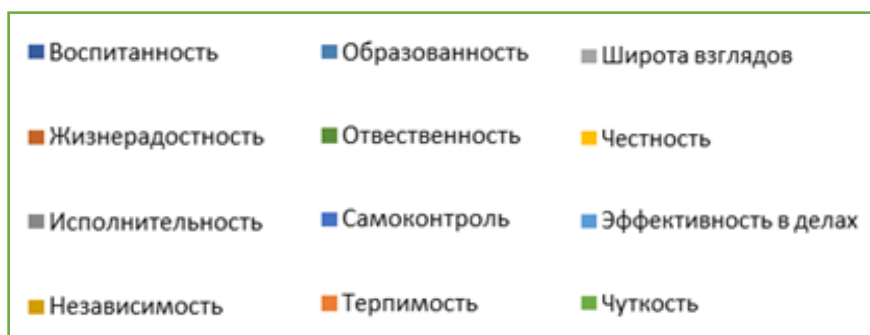 Воспитанность
Образованность
Широта взглядов
Жизнерадостность
Отвественность
Честность
Исполнительность
Самоконтроль
Эффективность в делах
Независимость
Терпимость
Чуткость